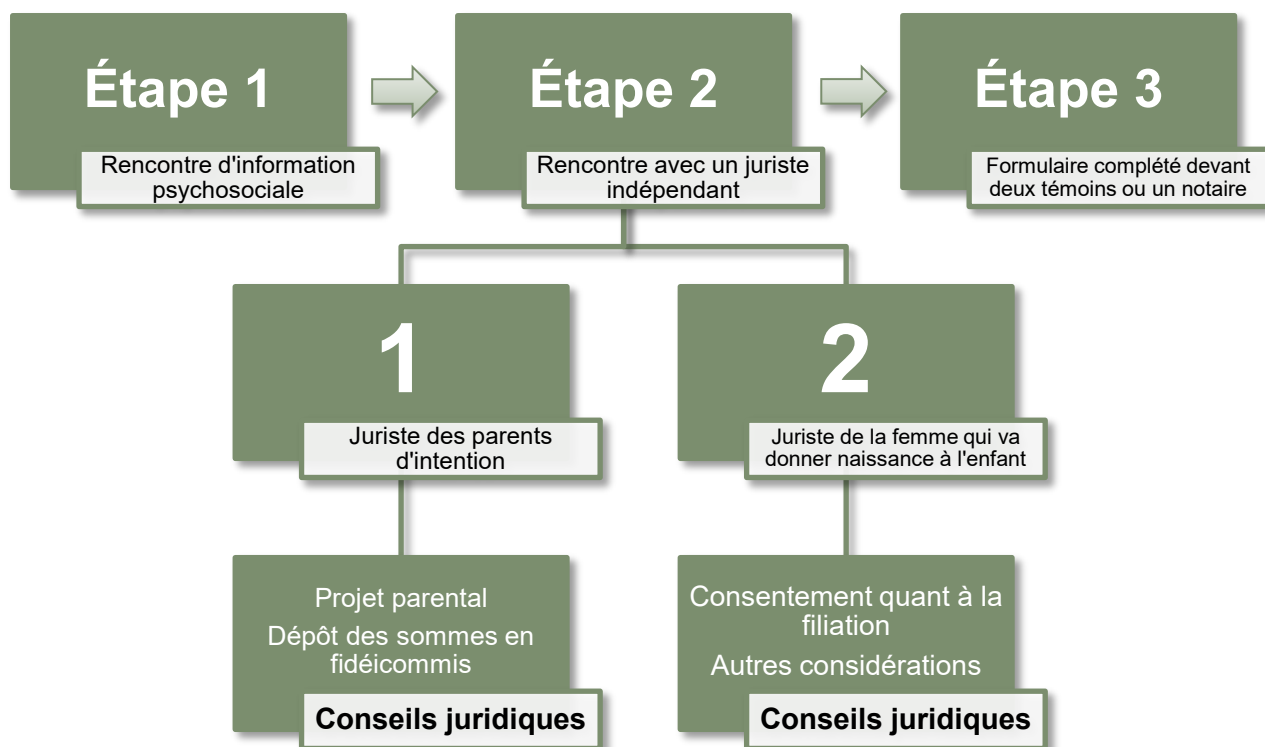 Étape 1
Rencontre d'information
psychosociale
Étape 2
Rencontre avec un juriste
indépendant
Étape 3
Formulaire complété devant
deux témoins ou un notaire
1
Juriste des parents
d'intention
2
Juriste de la femme qui va
donner naissance à l'enfant
Projet parental
Dépôt des sommes en
fidéicommis
Conseils juridiques
Consentement quant à la
filiation
Autres considérations
Conseils juridiques